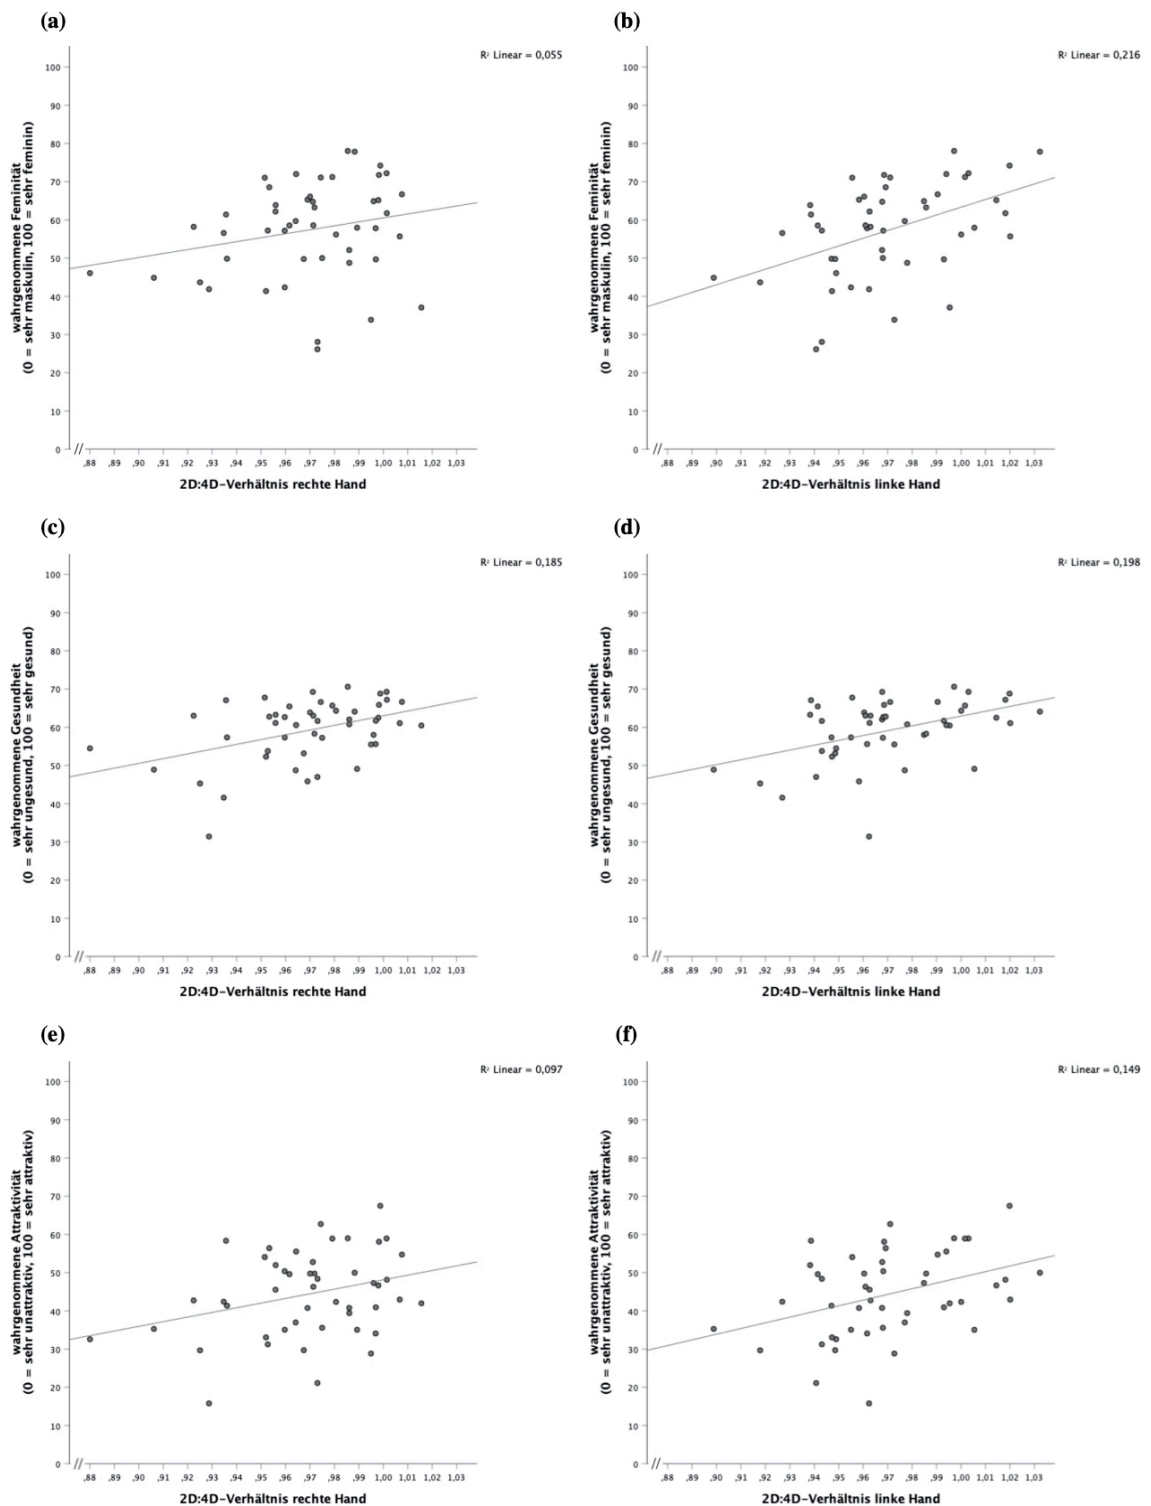 (a)
R² Linear = 0,055
wahrgenommene Feminität
(0 = sehr maskulin, 100 = sehr feminin)
100
90
80
70
60
50
40
30
20
10
0
//
,88 ,89 ,90 ,91 ,92 ,93 ,94 ,95 ,96 ,97 ,98 ,99 1,00 1,01 1,02 1,03
2D:4D-Verhältnis rechte Hand
(b)
R² Linear = 0,216
wahrgenommene Feminität
(0 = sehr maskulin, 100 = sehr feminin)
100
90
80
70
60
50
40
30
20
10
0
//
,88 ,89 ,90 ,91 ,92 ,93 ,94 ,95 ,96 ,97 ,98 ,99 1,00 1,01 1,02 1,03
2D:4D-Verhältnis linke Hand
(c)
R² Linear = 0,185
wahrgenommene Gesundheit
(0 = sehr ungesund, 100 = sehr gesund)
100
90
80
70
60
50
40
30
20
10
0
//
,88 ,89 ,90 ,91 ,92 ,93 ,94 ,95 ,96 ,97 ,98 ,99 1,00 1,01 1,02 1,03
2D:4D-Verhältnis rechte Hand
(d)
R² Linear = 0,198
wahrgenommene Gesundheit
(0 = sehr ungesund, 100 = sehr gesund)
100
90
80
70
60
50
40
30
20
10
0
//
,88 ,89 ,90 ,91 ,92 ,93 ,94 ,95 ,96 ,97 ,98 ,99 1,00 1,01 1,02 1,03
2D:4D-Verhältnis linke Hand
(e)
R² Linear = 0,097
wahrgenommene Attraktivität
(0 = sehr unattraktiv, 100 = sehr attraktiv)
100
90
80
70
60
50
40
30
20
10
0
//
,88 ,89 ,90 ,91 ,92 ,93 ,94 ,95 ,96 ,97 ,98 ,99 1,00 1,01 1,02 1,03
2D:4D-Verhältnis rechte Hand
(f)
R² Linear = 0,149
wahrgenommene Attraktivität
(0 = sehr unattraktiv, 100 = sehr attraktiv)
100
90
80
70
60
50
40
30
20
10
0
//
,88 ,89 ,90 ,91 ,92 ,93 ,94 ,95 ,96 ,97 ,98 ,99 1,00 1,01 1,02 1,03
2D:4D-Verhältnis linke Hand